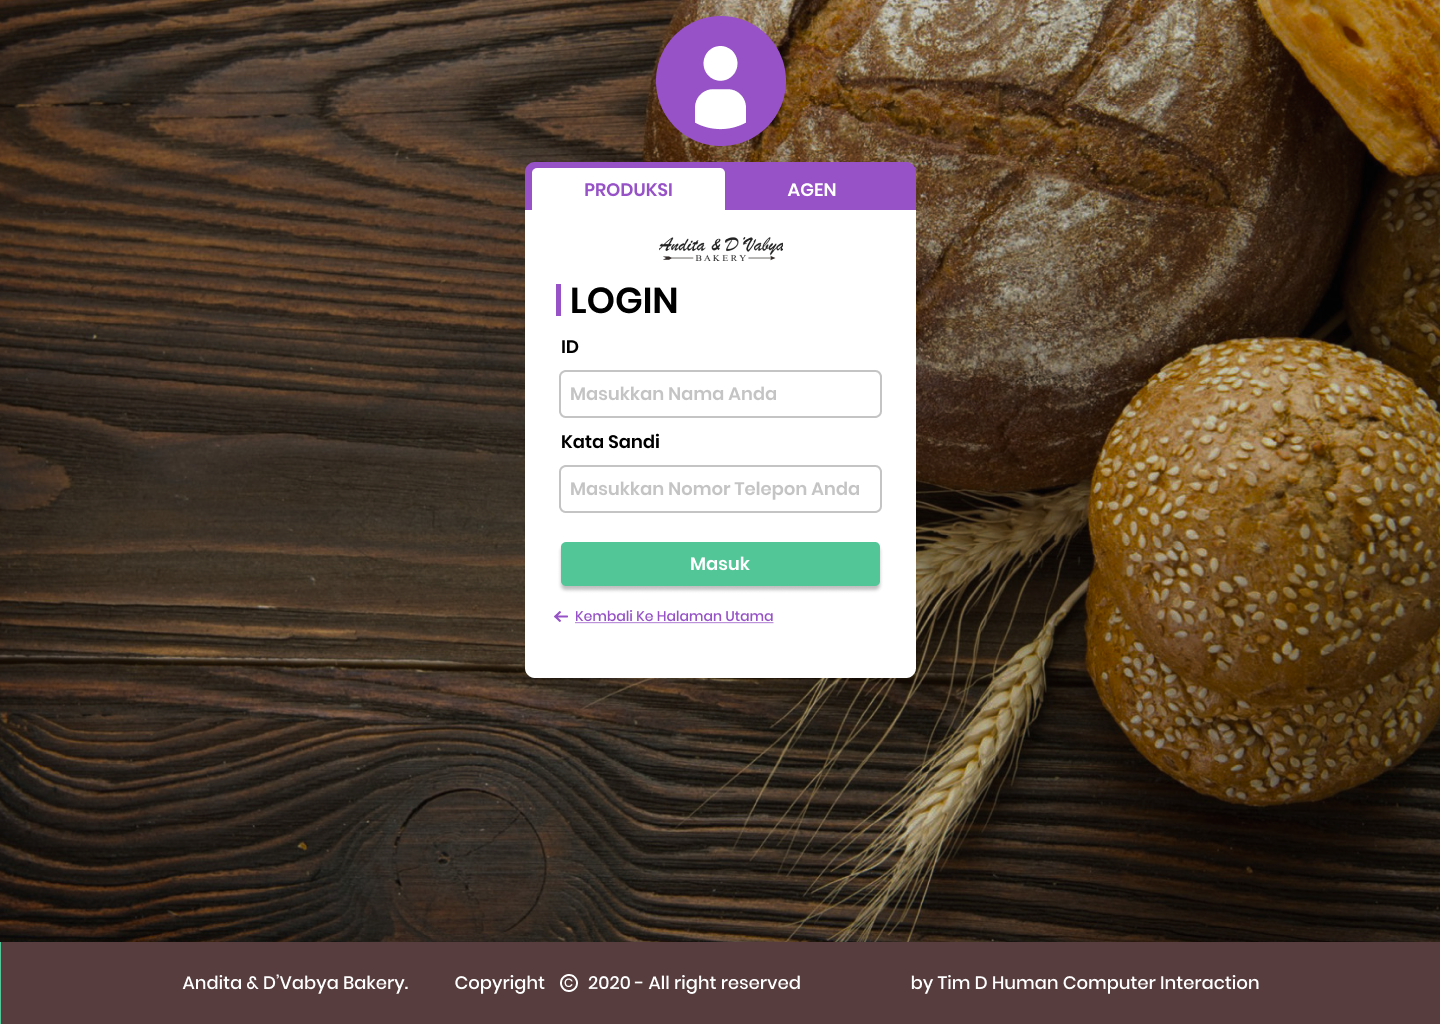 PRODUKSI AGEN
Andita & D'Vabya
BAKERY
LOGIN
ID
Masukkan Nama Anda
Kata Sandi
Masukkan Nomor Telepon Anda
Masuk
Kembali Ke Halaman Utama
Andita & D'Vabya Bakery. Copyright © 2020 - All right reserved by Tim D Human Computer Interaction